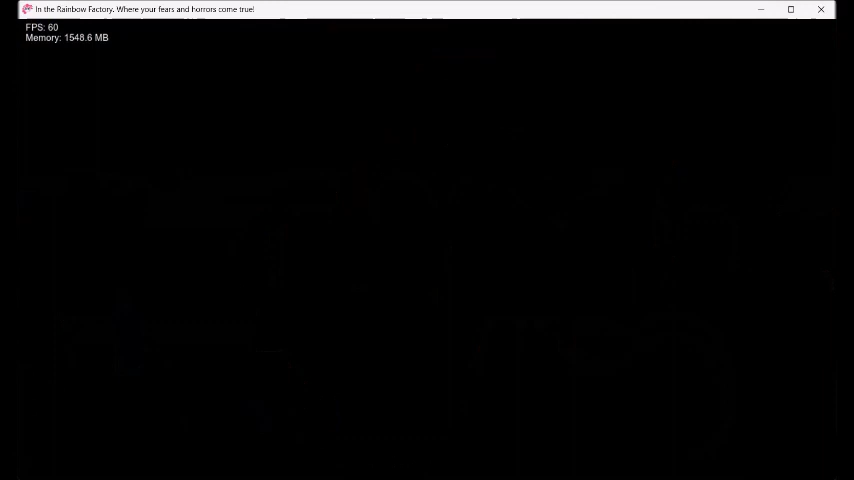 In the Rainbow Factory. Where your fears and horrors come true!
FPS: 60
Memory: 1548.6 MB